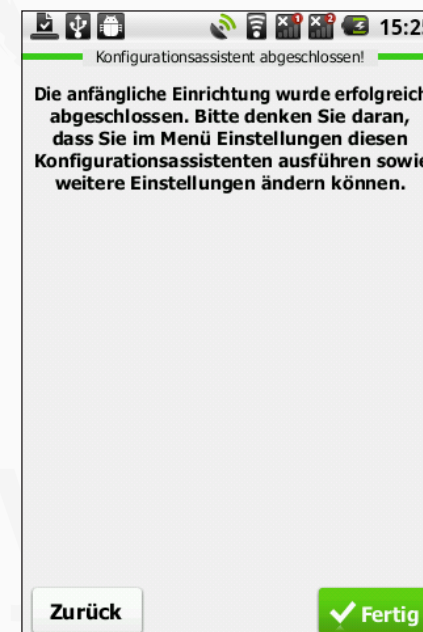 15:25
Konfigurationsassistent abgeschlossen!
Die anfängliche Einrichtung wurde erfolgreich
abgeschlossen. Bitte denken Sie daran,
dass Sie im Menü Einstellungen diesen
Konfigurationsassistenten ausführen sowie
weitere Einstellungen ändern können.
Zurück
Fertig